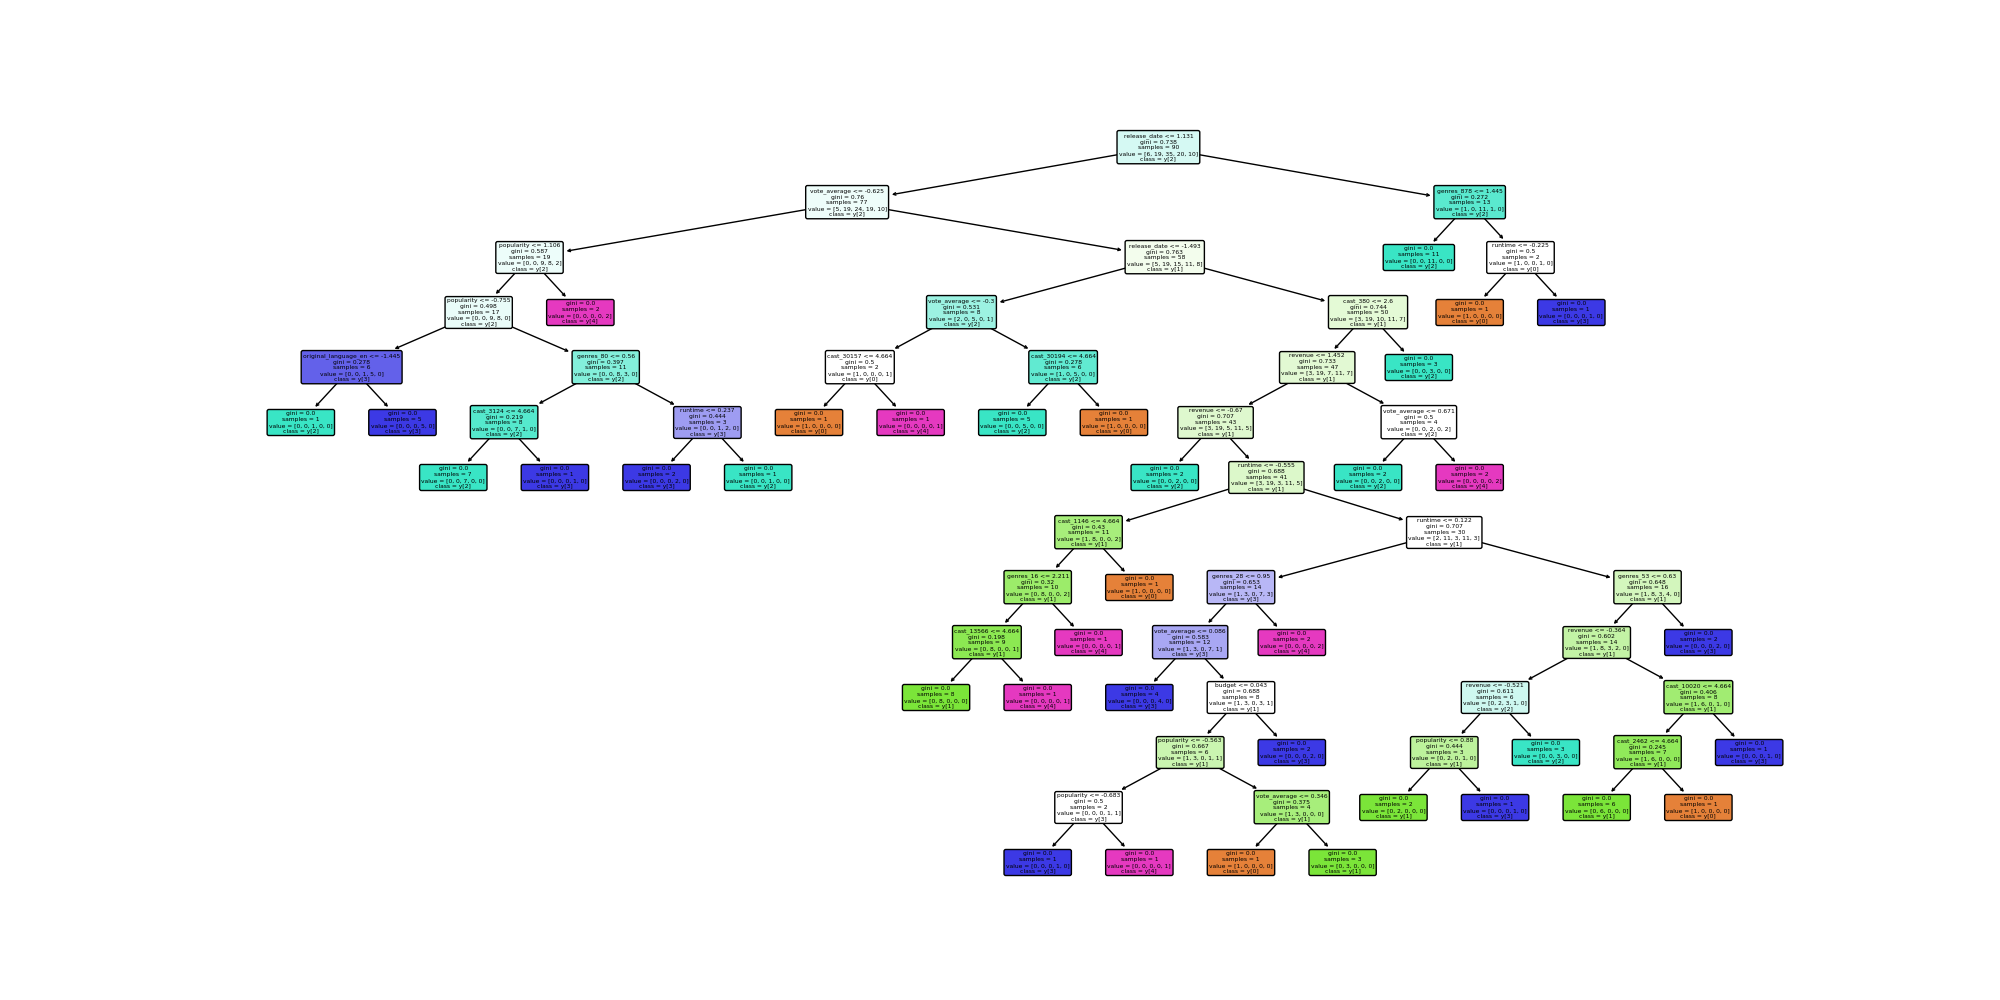 release_date <= 1.131
gini = 0.738
samples = 90
value = [6, 19, 35, 20, 10]
class = y[2]
vote_average <= -0.625
gini = 0.76
samples = 77
value = [5, 19, 24, 19, 10]
class = y[2]
genres_878 <= 1.445
gini = 0.272
samples = 13
value = [1, 0, 11, 1, 0]
class = y[2]
popularity <= 1.106
gini = 0.587
samples = 19
value = [0, 0, 9, 8, 2]
class = y[2]
release_date <= -1.493
gini = 0.763
samples = 58
value = [5, 19, 15, 11, 8]
class = y[1]
gini = 0.0
samples = 11
value = [0, 0, 11, 0, 0]
class = y[2]
runtime <= -0.225
gini = 0.5
samples = 2
value = [1, 0, 0, 1, 0]
class = y[0]
popularity <= -0.755
gini = 0.498
samples = 17
value = [0, 0, 9, 8, 0]
class = y[2]
gini = 0.0
samples = 2
value = [0, 0, 0, 0, 2]
class = y[4]
vote_average <= -0.3
gini = 0.531
samples = 8
value = [2, 0, 5, 0, 1]
class = y[2]
cast_380 <= 2.6
gini = 0.744
samples = 50
value = [3, 19, 10, 11, 7]
class = y[1]
gini = 0.0
samples = 1
value = [1, 0, 0, 0, 0]
class = y[0]
gini = 0.0
samples = 1
value = [0, 0, 0, 1, 0]
class = y[3]
original_language_en <= -1.445
gini = 0.278
samples = 6
value = [0, 0, 1, 5, 0]
class = y[3]
genres_80 <= 0.56
gini = 0.397
samples = 11
value = [0, 0, 8, 3, 0]
class = y[2]
cast_30157 <= 4.664
gini = 0.5
samples = 2
value = [1, 0, 0, 0, 1]
class = y[0]
cast_30194 <= 4.664
gini = 0.278
samples = 6
value = [1, 0, 5, 0, 0]
class = y[2]
revenue <= 1.452
gini = 0.733
samples = 47
value = [3, 19, 7, 11, 7]
class = y[1]
gini = 0.0
samples = 3
value = [0, 0, 3, 0, 0]
class = y[2]
gini = 0.0
samples = 1
value = [0, 0, 1, 0, 0]
class = y[2]
gini = 0.0
samples = 5
value = [0, 0, 0, 5, 0]
class = y[3]
cast_3124 <= 4.664
gini = 0.219
samples = 8
value = [0, 0, 7, 1, 0]
class = y[2]
runtime <= 0.237
gini = 0.444
samples = 3
value = [0, 0, 1, 2, 0]
class = y[3]
gini = 0.0
samples = 1
value = [1, 0, 0, 0, 0]
class = y[0]
gini = 0.0
samples = 1
value = [0, 0, 0, 0, 1]
class = y[4]
gini = 0.0
samples = 5
value = [0, 0, 5, 0, 0]
class = y[2]
gini = 0.0
samples = 1
value = [1, 0, 0, 0, 0]
class = y[0]
revenue <= -0.67
gini = 0.707
samples = 43
value = [3, 19, 5, 11, 5]
class = y[1]
vote_average <= 0.671
gini = 0.5
samples = 4
value = [0, 0, 2, 0, 2]
class = y[2]
gini = 0.0
samples = 7
value = [0, 0, 7, 0, 0]
class = y[2]
gini = 0.0
samples = 1
value = [0, 0, 0, 1, 0]
class = y[3]
gini = 0.0
samples = 2
value = [0, 0, 0, 2, 0]
class = y[3]
gini = 0.0
samples = 1
value = [0, 0, 1, 0, 0]
class = y[2]
gini = 0.0
samples = 2
value = [0, 0, 2, 0, 0]
class = y[2]
runtime <= -0.555
gini = 0.688
samples = 41
value = [3, 19, 3, 11, 5]
class = y[1]
gini = 0.0
samples = 2
value = [0, 0, 2, 0, 0]
class = y[2]
gini = 0.0
samples = 2
value = [0, 0, 0, 0, 2]
class = y[4]
cast_1146 <= 4.664
gini = 0.43
samples = 11
value = [1, 8, 0, 0, 2]
class = y[1]
runtime <= 0.122
gini = 0.707
samples = 30
value = [2, 11, 3, 11, 3]
class = y[1]
genres_16 <= 2.211
gini = 0.32
samples = 10
value = [0, 8, 0, 0, 2]
class = y[1]
gini = 0.0
samples = 1
value = [1, 0, 0, 0, 0]
class = y[0]
genres_28 <= 0.95
gini = 0.653
samples = 14
value = [1, 3, 0, 7, 3]
class = y[3]
genres_53 <= 0.63
gini = 0.648
samples = 16
value = [1, 8, 3, 4, 0]
class = y[1]
cast_13566 <= 4.664
gini = 0.198
samples = 9
value = [0, 8, 0, 0, 1]
class = y[1]
gini = 0.0
samples = 1
value = [0, 0, 0, 0, 1]
class = y[4]
vote_average <= 0.086
gini = 0.583
samples = 12
value = [1, 3, 0, 7, 1]
class = y[3]
gini = 0.0
samples = 2
value = [0, 0, 0, 0, 2]
class = y[4]
revenue <= -0.364
gini = 0.602
samples = 14
value = [1, 8, 3, 2, 0]
class = y[1]
gini = 0.0
samples = 2
value = [0, 0, 0, 2, 0]
class = y[3]
gini = 0.0
samples = 8
value = [0, 8, 0, 0, 0]
class = y[1]
gini = 0.0
samples = 1
value = [0, 0, 0, 0, 1]
class = y[4]
gini = 0.0
samples = 4
value = [0, 0, 0, 4, 0]
class = y[3]
budget <= 0.043
gini = 0.688
samples = 8
value = [1, 3, 0, 3, 1]
class = y[1]
revenue <= -0.521
gini = 0.611
samples = 6
value = [0, 2, 3, 1, 0]
class = y[2]
cast_10020 <= 4.664
gini = 0.406
samples = 8
value = [1, 6, 0, 1, 0]
class = y[1]
popularity <= -0.563
gini = 0.667
samples = 6
value = [1, 3, 0, 1, 1]
class = y[1]
gini = 0.0
samples = 2
value = [0, 0, 0, 2, 0]
class = y[3]
popularity <= 0.88
gini = 0.444
samples = 3
value = [0, 2, 0, 1, 0]
class = y[1]
gini = 0.0
samples = 3
value = [0, 0, 3, 0, 0]
class = y[2]
cast_2462 <= 4.664
gini = 0.245
samples = 7
value = [1, 6, 0, 0, 0]
class = y[1]
gini = 0.0
samples = 1
value = [0, 0, 0, 1, 0]
class = y[3]
popularity <= -0.683
gini = 0.5
samples = 2
value = [0, 0, 0, 1, 1]
class = y[3]
vote_average <= 0.346
gini = 0.375
samples = 4
value = [1, 3, 0, 0, 0]
class = y[1]
gini = 0.0
samples = 2
value = [0, 2, 0, 0, 0]
class = y[1]
gini = 0.0
samples = 1
value = [0, 0, 0, 1, 0]
class = y[3]
gini = 0.0
samples = 6
value = [0, 6, 0, 0, 0]
class = y[1]
gini = 0.0
samples = 1
value = [1, 0, 0, 0, 0]
class = y[0]
gini = 0.0
samples = 1
value = [0, 0, 0, 1, 0]
class = y[3]
gini = 0.0
samples = 1
value = [0, 0, 0, 0, 1]
class = y[4]
gini = 0.0
samples = 1
value = [1, 0, 0, 0, 0]
class = y[0]
gini = 0.0
samples = 3
value = [0, 3, 0, 0, 0]
class = y[1]